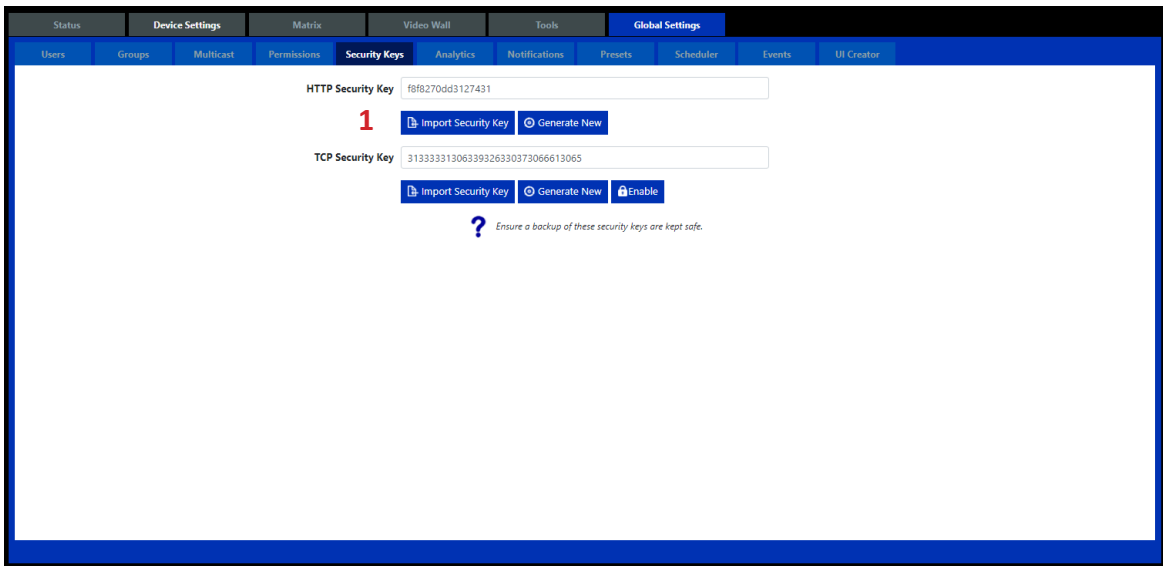 Status Device Settings Matrix Video Wall Tools Global Settings
Users Groups Multicast Permissions Security Keys Analytics Notifications Presets Scheduler Events UI Creator
HTTP Security Key f8f8270dd3127431
1 Import Security Key Generate New
TCP Security Key 31333331306339326330373066613065
Import Security Key Generate New Enable
? Ensure a backup of these security keys are kept safe.